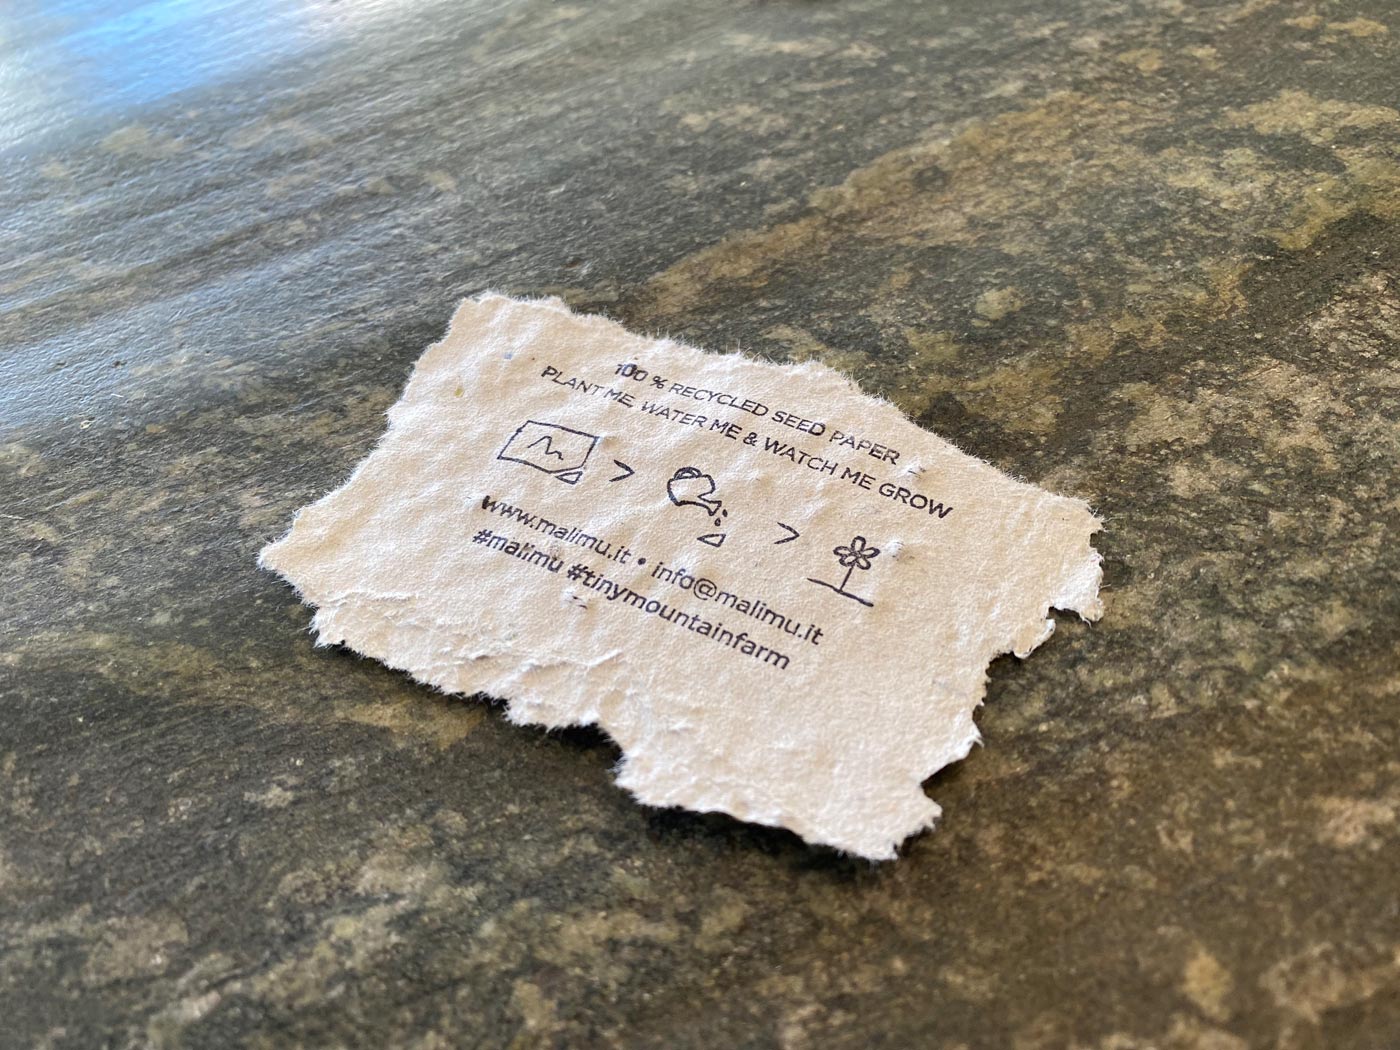 100 % RECYCLED SEED PAPER
PLANT ME, WATER ME & WATCH ME GROW
> >
www.malimu.it • info@malimu.it
#malimu #tinymountainfarm